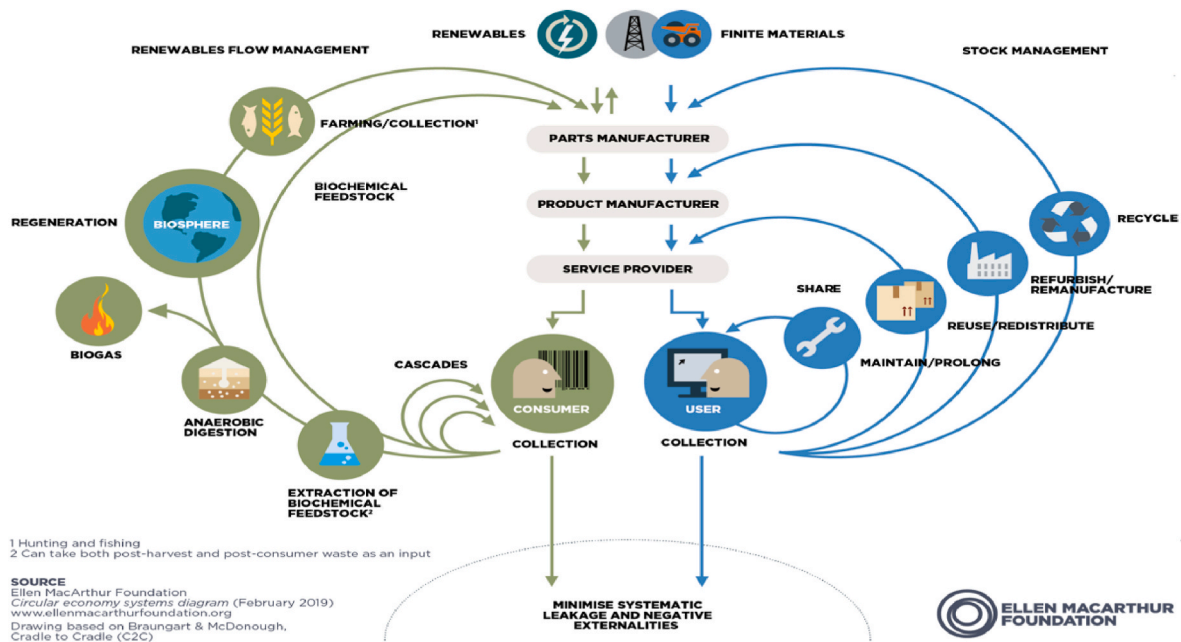 RENEWABLES
FINITE MATERIALS
RENEWABLES FLOW MANAGEMENT
STOCK MANAGEMENT
FARMING/COLLECTION¹
PARTS MANUFACTURER
BIOCHEMICAL
FEEDSTOCK
PRODUCT MANUFACTURER
REGENERATION
BIOSPHERE
RECYCLE
SERVICE PROVIDER
SHARE
REFURBISH/
REMANUFACTURE
REUSE/REDISTRIBUTE
BIOGAS
CASCADES
MAINTAIN/PROLONG
CONSUMER
USER
ANAEROBIC
DIGESTION
COLLECTION
COLLECTION
EXTRACTION OF
BIOCHEMICAL
FEEDSTOCK²
1 Hunting and fishing
2 Can take both post-harvest and post-consumer waste as an input
SOURCE
Ellen MacArthur Foundation
Circular economy systems diagram (February 2019)
www.ellenmacarthurfoundation.org
Drawing based on Braungart & McDonough,
Cradle to Cradle (C2C)
MINIMISE SYSTEMATIC
LEAKAGE AND NEGATIVE
EXTERNALITIES
ELLEN MACARTHUR
FOUNDATION